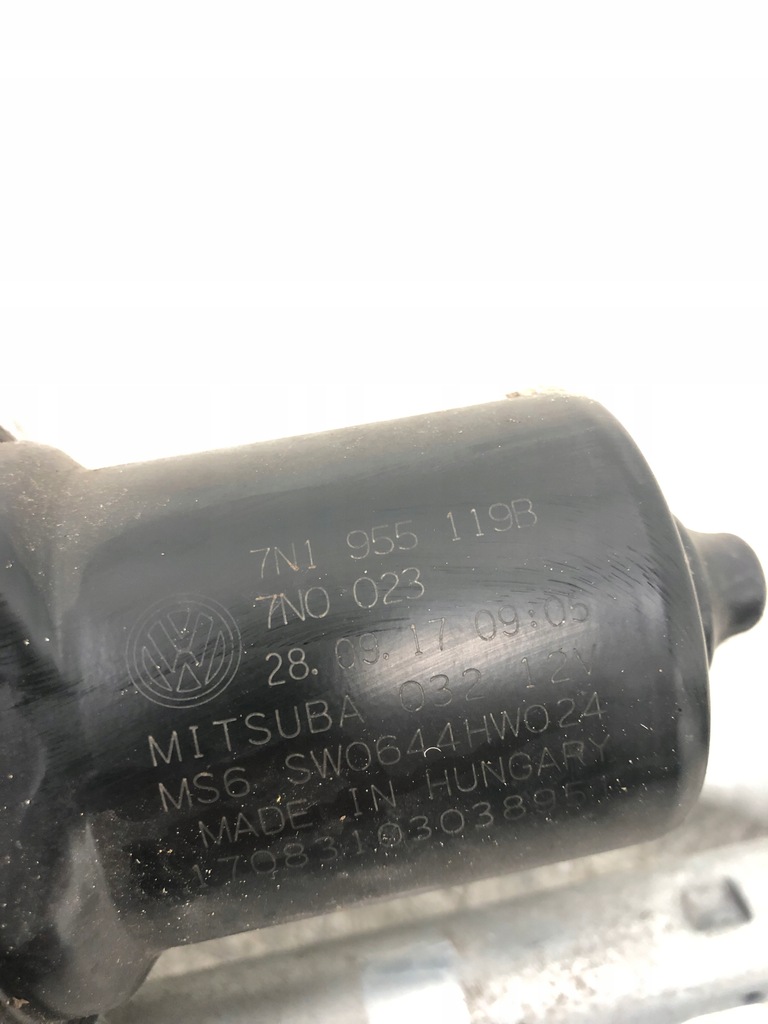 7N1 955 119B
7N0 023
28.09.17 09:05
MITSUBA 032 12V
MS6 SW0644HW024
MADE IN HUNGARY